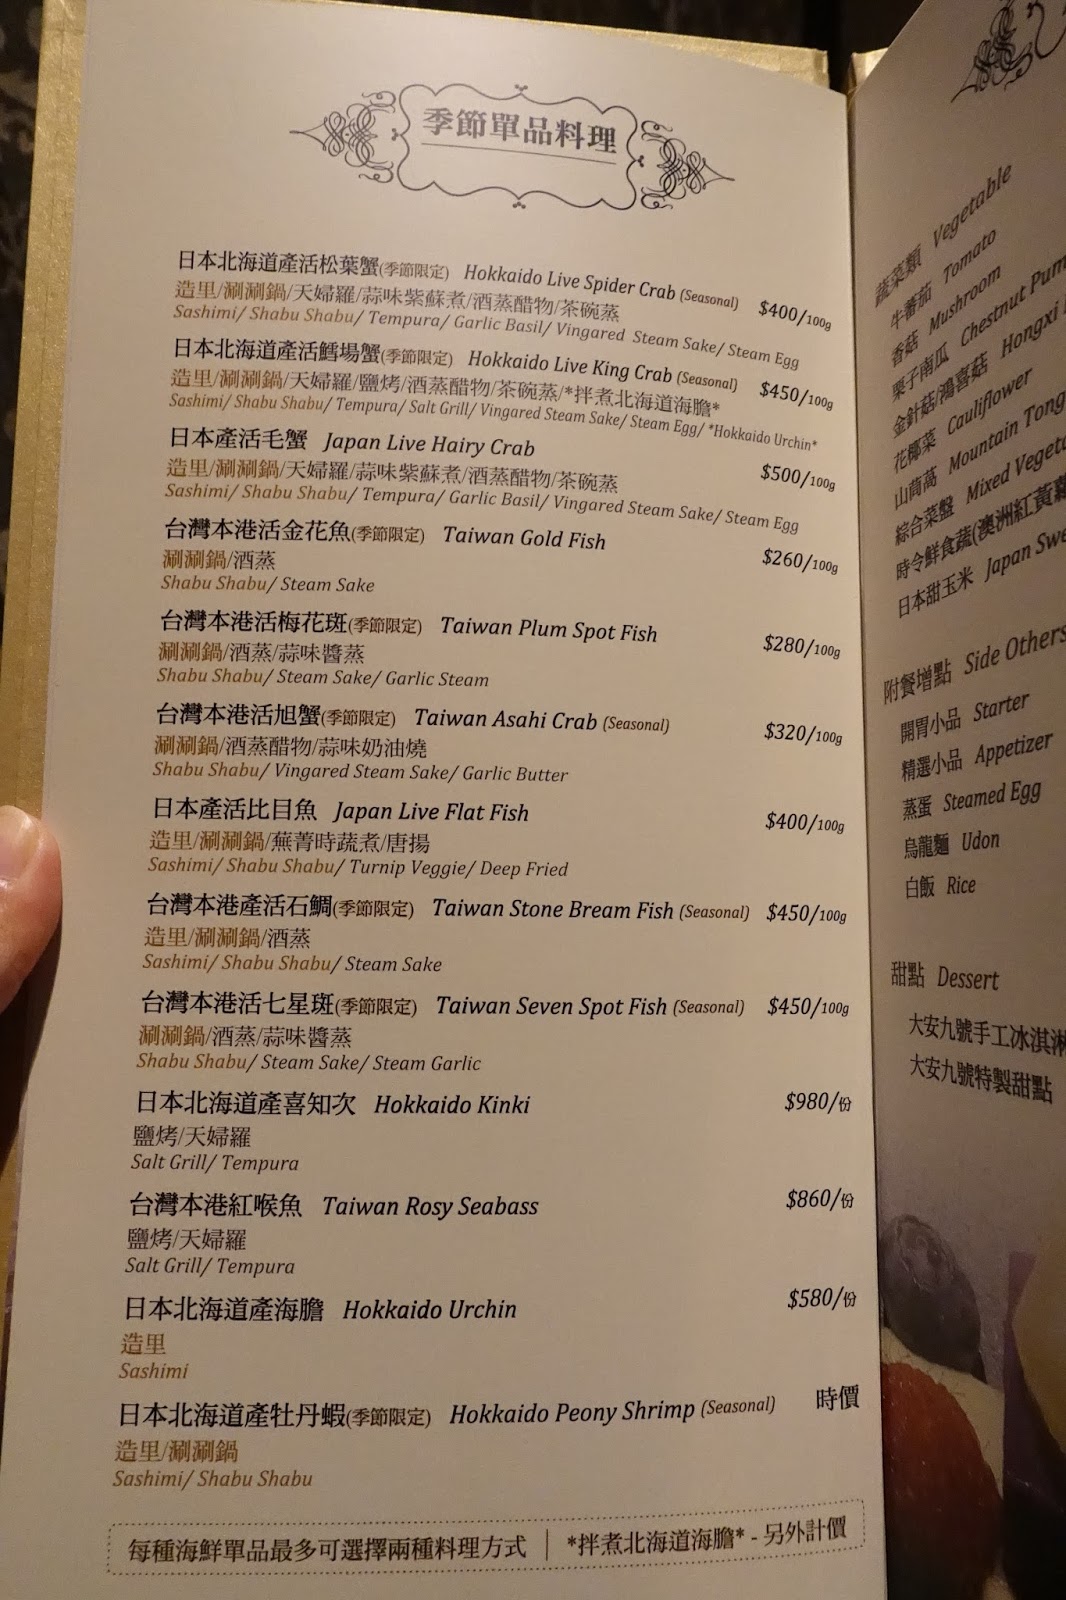 季節單品料理
日本北海道產活松葉蟹(季節限定) Hokkaido Live Spider Crab (Seasonal) $400/100g
造里/涮涮鍋/天婦羅/蒜味紫蘇煮/酒蒸醋物/茶碗蒸
Sashimi/ Shabu Shabu/ Tempura/ Garlic Basil/ Vingared Steam Sake/ Steam Egg
日本北海道產活鱈場蟹(季節限定) Hokkaido Live King Crab (Seasonal) $450/100g
造里/涮涮鍋/天婦羅/鹽烤/酒蒸醋物/茶碗蒸/*拌煮北海道海膽*
Sashimi/ Shabu Shabu/ Tempura/ Salt Grill/ Vingared Steam Sake/ Steam Egg/ *Hokkaido Urchin*
日本產活毛蟹 Japan Live Hairy Crab $500/100g
造里/涮涮鍋/天婦羅/蒜味紫蘇煮/酒蒸醋物/茶碗蒸
Sashimi/ Shabu Shabu/ Tempura/ Garlic Basil/ Vingared Steam Sake/ Steam Egg
台灣本港活金花魚(季節限定) Taiwan Gold Fish $260/100g
涮涮鍋/酒蒸
Shabu Shabu/ Steam Sake
台灣本港活梅花斑(季節限定) Taiwan Plum Spot Fish $280/100g
涮涮鍋/酒蒸/蒜味醬蒸
Shabu Shabu/ Steam Sake/ Garlic Steam
台灣本港活旭蟹(季節限定) Taiwan Asahi Crab (Seasonal) $320/100g
涮涮鍋/酒蒸醋物/蒜味奶油燒
Shabu Shabu/ Vingared Steam Sake/ Garlic Butter
日本產活比目魚 Japan Live Flat Fish $400/100g
造里/涮涮鍋/蕪菁時蔬煮/唐揚
Sashimi/ Shabu Shabu/ Turnip Veggie/ Deep Fried
台灣本港產活石鯛(季節限定) Taiwan Stone Bream Fish (Seasonal) $450/100g
造里/涮涮鍋/酒蒸
Sashimi/ Shabu Shabu/ Steam Sake
台灣本港活七星斑(季節限定) Taiwan Seven Spot Fish (Seasonal) $450/100g
涮涮鍋/酒蒸/蒜味醬蒸
Shabu Shabu/ Steam Sake/ Steam Garlic
日本北海道產喜知次 Hokkaido Kinki $980/份
鹽烤/天婦羅
Salt Grill/ Tempura
台灣本港紅喉魚 Taiwan Rosy Seabass $860/份
鹽烤/天婦羅
Salt Grill/ Tempura
日本北海道產海膽 Hokkaido Urchin $580/份
造里
Sashimi
日本北海道產牡丹蝦(季節限定) Hokkaido Peony Shrimp (Seasonal) 時價
造里/涮涮鍋
Sashimi/ Shabu Shabu
每種海鮮單品最多可選擇兩種料理方式 | *拌煮北海道海膽* - 另外計價
蔬菜類 Vegetable
牛蕃茄 Tomato
香菇 Mushroom
栗子南瓜 Chestnut Pum
金針菇/鴻喜菇 Hongxi
花椰菜 Cauliflower
山茼萵 Mountain Tong
綜合菜盤 Mixed Vegeta
時令鮮食蔬(澳洲紅黃蘿
日本甜玉米 Japan Swe
附餐增點 Side Others
開胃小品 Starter
精選小品 Appetizer
蒸蛋 Steamed Egg
烏龍麵 Udon
白飯 Rice
甜點 Dessert
大安九號手工冰淇淋
大安九號特製甜點